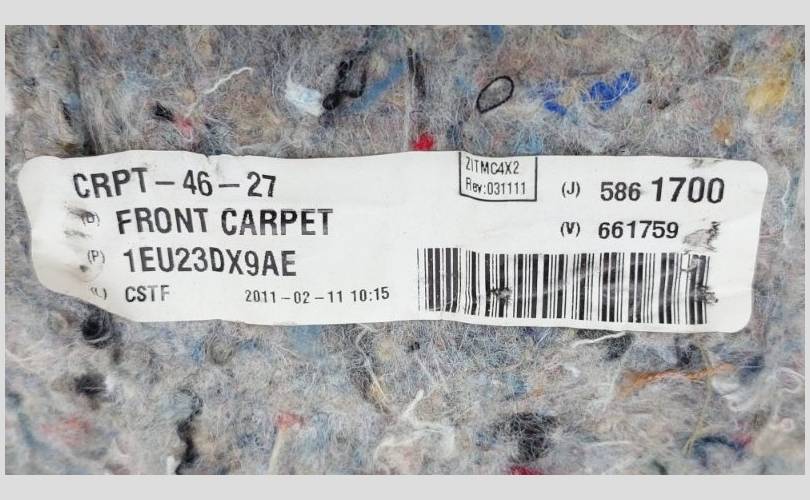 CRPT-46-27
(D) FRONT CARPET
(P) 1EU23DX9AE
CSTF 2011-02-11 10:15
ZITMC4X2
Rev:031111
(J) 586 1700
(V) 661759